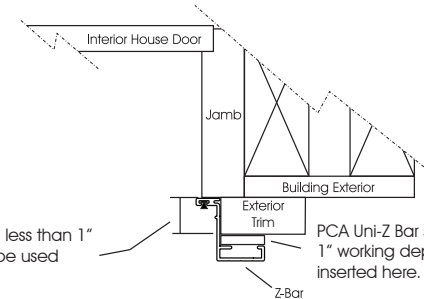 Interior House Door
Jamb
Building Exterior
Exterior
Trim
less than 1"
be used
PCA Uni-Z Bar
1" working dep
inserted here.
Z-Bar